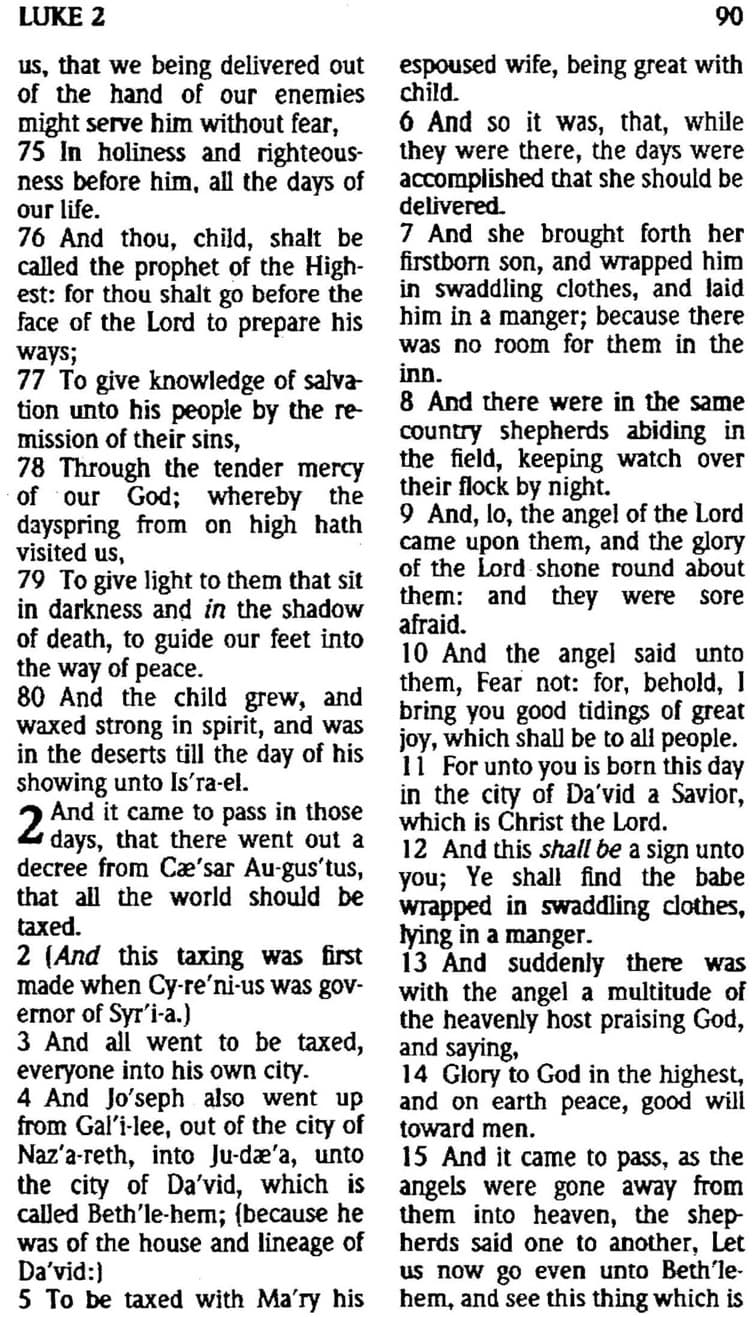 LUKE 2
90
us, that we being delivered out
of the hand of our enemies
might serve him without fear,
75 In holiness and righteous-
ness before him, all the days of
our life.
76 And thou, child, shalt be
called the prophet of the High-
est: for thou shalt go before the
face of the Lord to prepare his
ways;
77 To give knowledge of salva-
tion unto his people by the re-
mission of their sins,
78 Through the tender mercy
of our God; whereby the
dayspring from on high hath
visited us,
79 To give light to them that sit
in darkness and in the shadow
of death, to guide our feet into
the way of peace.
80 And the child grew, and
waxed strong in spirit, and was
in the deserts till the day of his
showing unto Is′ra-el.
2 And it came to pass in those
days, that there went out a
decree from Cæ′sar Au-gus′tus,
that all the world should be
taxed.
2 (And this taxing was first
made when Cy-re′ni-us was gov-
ernor of Syr′i-a.)
3 And all went to be taxed,
everyone into his own city.
4 And Jo′seph also went up
from Gal′i-lee, out of the city of
Naz′a-reth, into Ju-dæ′a, unto
the city of Da′vid, which is
called Beth′le-hem; (because he
was of the house and lineage of
Da′vid:)
5 To be taxed with Ma′ry his
espoused wife, being great with
child.
6 And so it was, that, while
they were there, the days were
accomplished that she should be
delivered.
7 And she brought forth her
firstborn son, and wrapped him
in swaddling clothes, and laid
him in a manger; because there
was no room for them in the
inn.
8 And there were in the same
country shepherds abiding in
the field, keeping watch over
their flock by night.
9 And, lo, the angel of the Lord
came upon them, and the glory
of the Lord shone round about
them: and they were sore
afraid.
10 And the angel said unto
them, Fear not: for, behold, I
bring you good tidings of great
joy, which shall be to all people.
11 For unto you is born this day
in the city of Da′vid a Savior,
which is Christ the Lord.
12 And this shall be a sign unto
you; Ye shall find the babe
wrapped in swaddling clothes,
lying in a manger.
13 And suddenly there was
with the angel a multitude of
the heavenly host praising God,
and saying,
14 Glory to God in the highest,
and on earth peace, good will
toward men.
15 And it came to pass, as the
angels were gone away from
them into heaven, the shep-
herds said one to another, Let
us now go even unto Beth′le-
hem, and see this thing which is